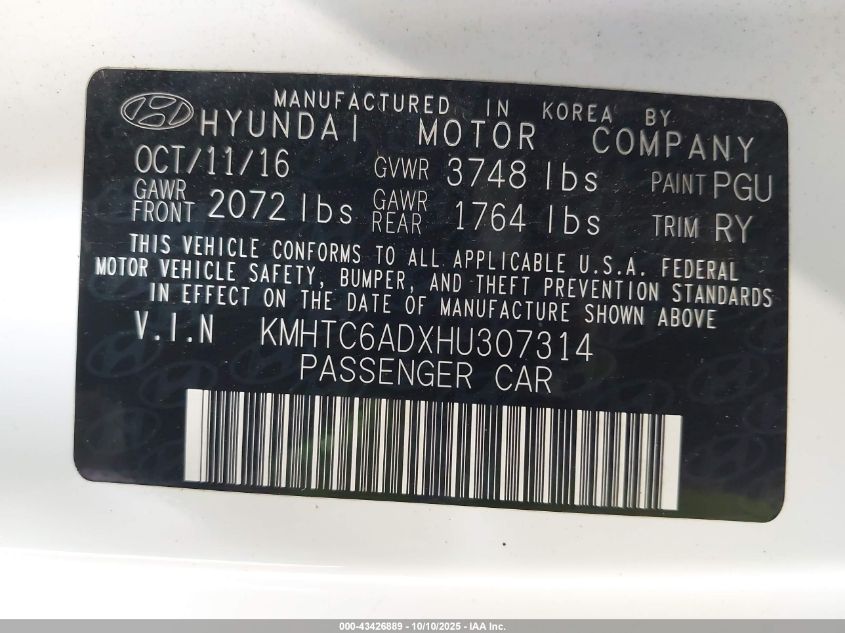 MANUFACTURED IN KOREA BY
HYUNDAI MOTOR COMPANY
OCT/11/16 GVWR 3748 lbs PAINT PGU
GAWR FRONT 2072 lbs GAWR REAR 1764 lbs TRIM RY
THIS VEHICLE CONFORMS TO ALL APPLICABLE U.S.A. FEDERAL
MOTOR VEHICLE SAFETY, BUMPER, AND THEFT PREVENTION STANDARDS
IN EFFECT ON THE DATE OF MANUFACTURE SHOWN ABOVE
V.I.N KMHTC6ADXHU307314
PASSENGER CAR
000-43426889 - 10/10/2025 - IAA Inc.